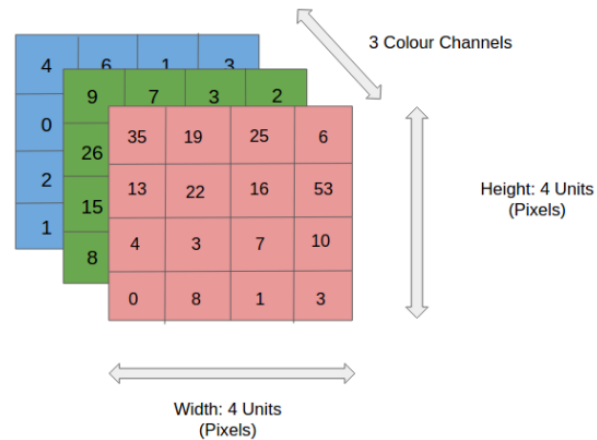 3 Colour Channels
4 6 1 3
9 7 3 2
35 19 25 6
0
26
13 22 16 53
2
15
4 3 7 10
1
8
0 8 1 3
Height: 4 Units
(Pixels)
Width: 4 Units
(Pixels)